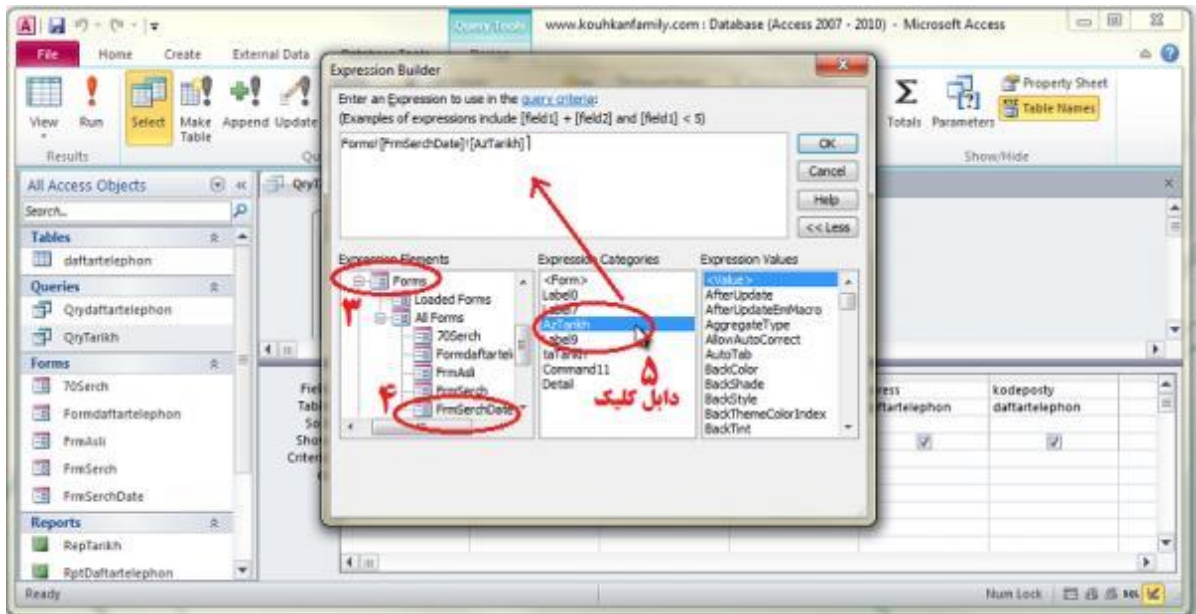 Query Tools
www.kouhkanfamily.com : Database (Access 2007 - 2010) - Microsoft Access
File Home Create External Data
View Run Select Make Table Append Update
Totals Parameters Property Sheet
Table Names
Results
Show/Hide
Expression Builder
Enter an Expression to use in the query criteria:
(Examples of expressions include [field1] + [field2] and [field1] < 5)
Forms![FrmSerchDate]![AzTarikh]
OK
Cancel
Help
<< Less
All Access Objects
Search...
Tables
daftartelephon
Queries
Qrydaftartelephon
QryTarikh
Forms
70Serch
Formdaftartelephon
FrmAsli
FrmSerch
FrmSerchDate
Reports
RepTarikh
RptDaftartelephon
Expression Elements
Forms
۳
Loaded Forms
All Forms
70Serch
Formdaftartel
FrmAsli
FrmSerch
۴
FrmSerchDate
Expression Categories
<Form>
Label0
Label7
AzTarikh
Label9
taTarikh
Command11
Detail
۵
دابل کلیک
Expression Values
<Value>
AfterUpdate
AfterUpdateEmMacro
AggregateType
AllowAutoCorrect
AutoTab
BackColor
BackShade
BackStyle
BackThemeColorIndex
BackTint
kodeposty
daftartelephon
Ready
Num Lock
SQL